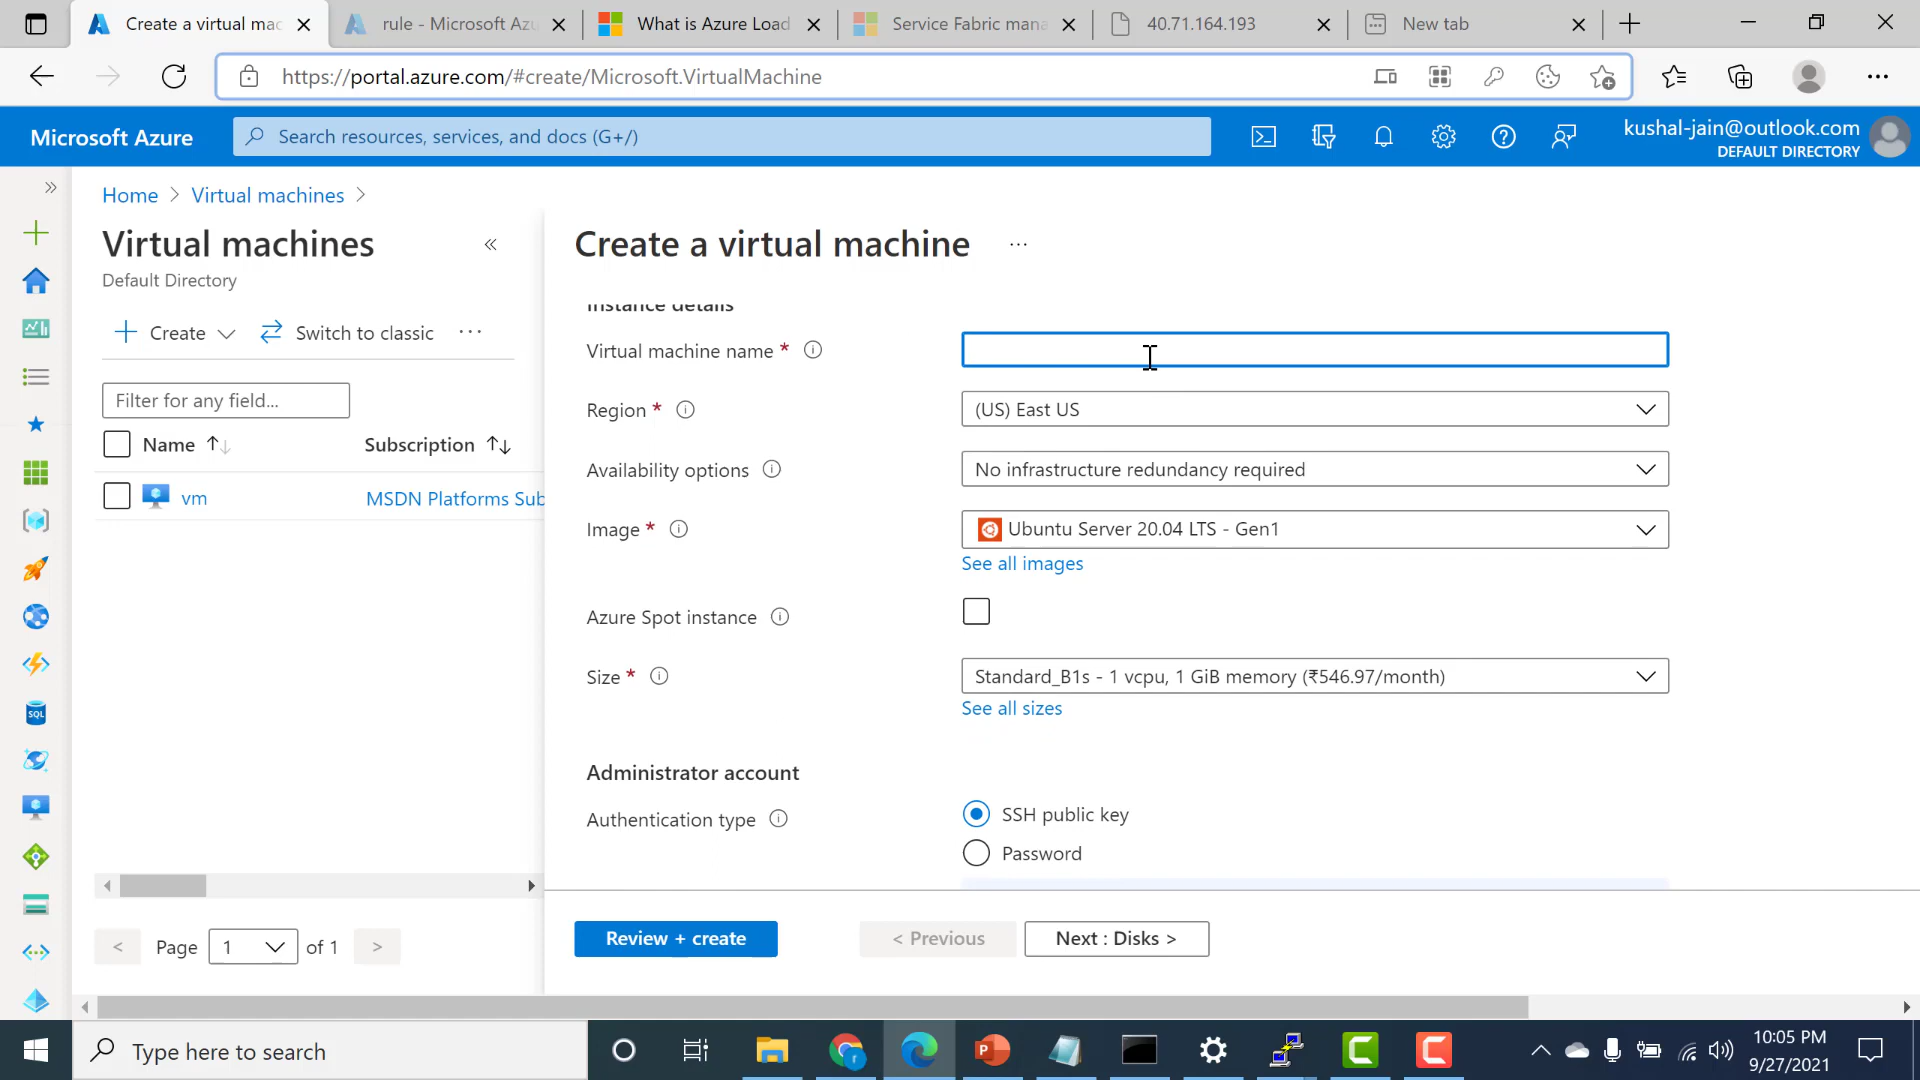 Create a virtual mac
rule - Microsoft Azu
What is Azure Load
Service Fabric mana
40.71.164.193
New tab
https://portal.azure.com/#create/Microsoft.VirtualMachine
Microsoft Azure
Search resources, services, and docs (G+/)
kushal-jain@outlook.com
DEFAULT DIRECTORY
Home > Virtual machines >
Virtual machines
Default Directory
Create
Switch to classic
Filter for any field...
Name
Subscription
vm
MSDN Platforms Sub
< Page 1 of 1 >
Create a virtual machine
Instance details
Virtual machine name *
Region *
(US) East US
Availability options
No infrastructure redundancy required
Image *
Ubuntu Server 20.04 LTS - Gen1
See all images
Azure Spot instance
Size *
Standard_B1s - 1 vcpu, 1 GiB memory (₹546.97/month)
See all sizes
Administrator account
Authentication type
SSH public key
Password
Review + create
< Previous
Next : Disks >
SQL
Type here to search
10:05 PM
9/27/2021